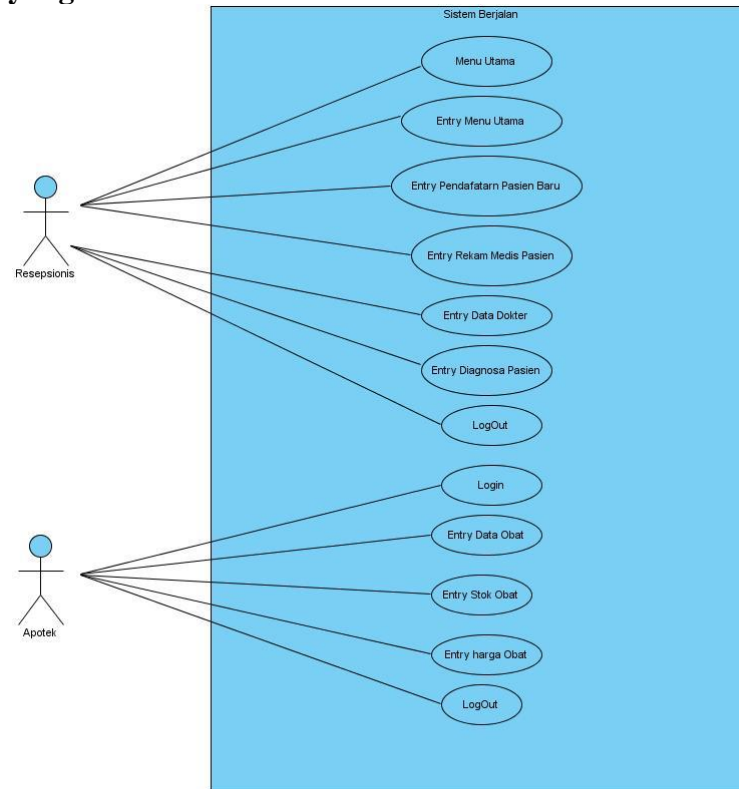 Sistem Berjalan
Menu Utama
Entry Menu Utama
Entry Pendafatarn Pasien Baru
Entry Rekam Medis Pasien
Resepsionis
Entry Data Dokter
Entry Diagnosa Pasien
LogOut
Login
Entry Data Obat
Entry Stok Obat
Apotek
Entry harga Obat
LogOut